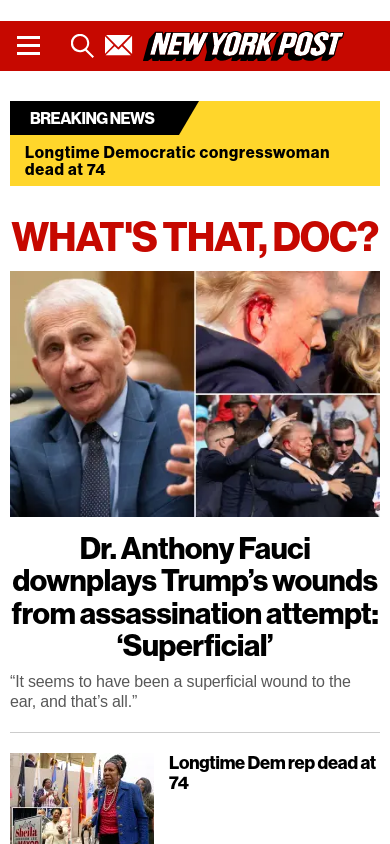 NEW YORK POST
BREAKING NEWS
Longtime Democratic congresswoman
dead at 74
WHAT'S THAT, DOC?
Dr. Anthony Fauci
downplays Trump’s wounds
from assassination attempt:
‘Superficial’
“It seems to have been a superficial wound to the
ear, and that’s all.”
Longtime Dem rep dead at
74
Sheila